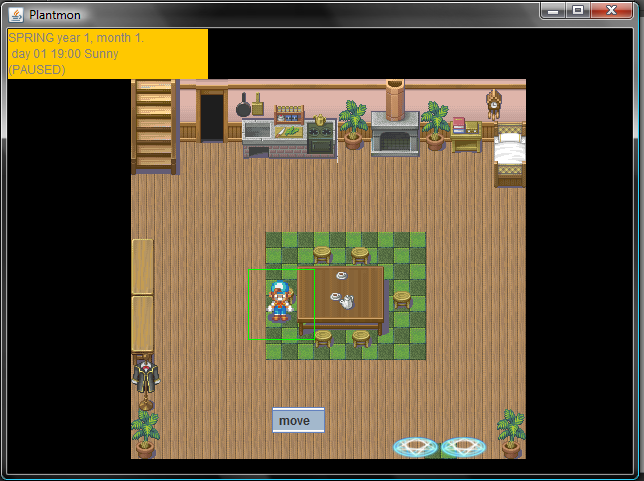 Plantmon
SPRING year 1, month 1.
day 01 19:00 Sunny
(PAUSED)
move